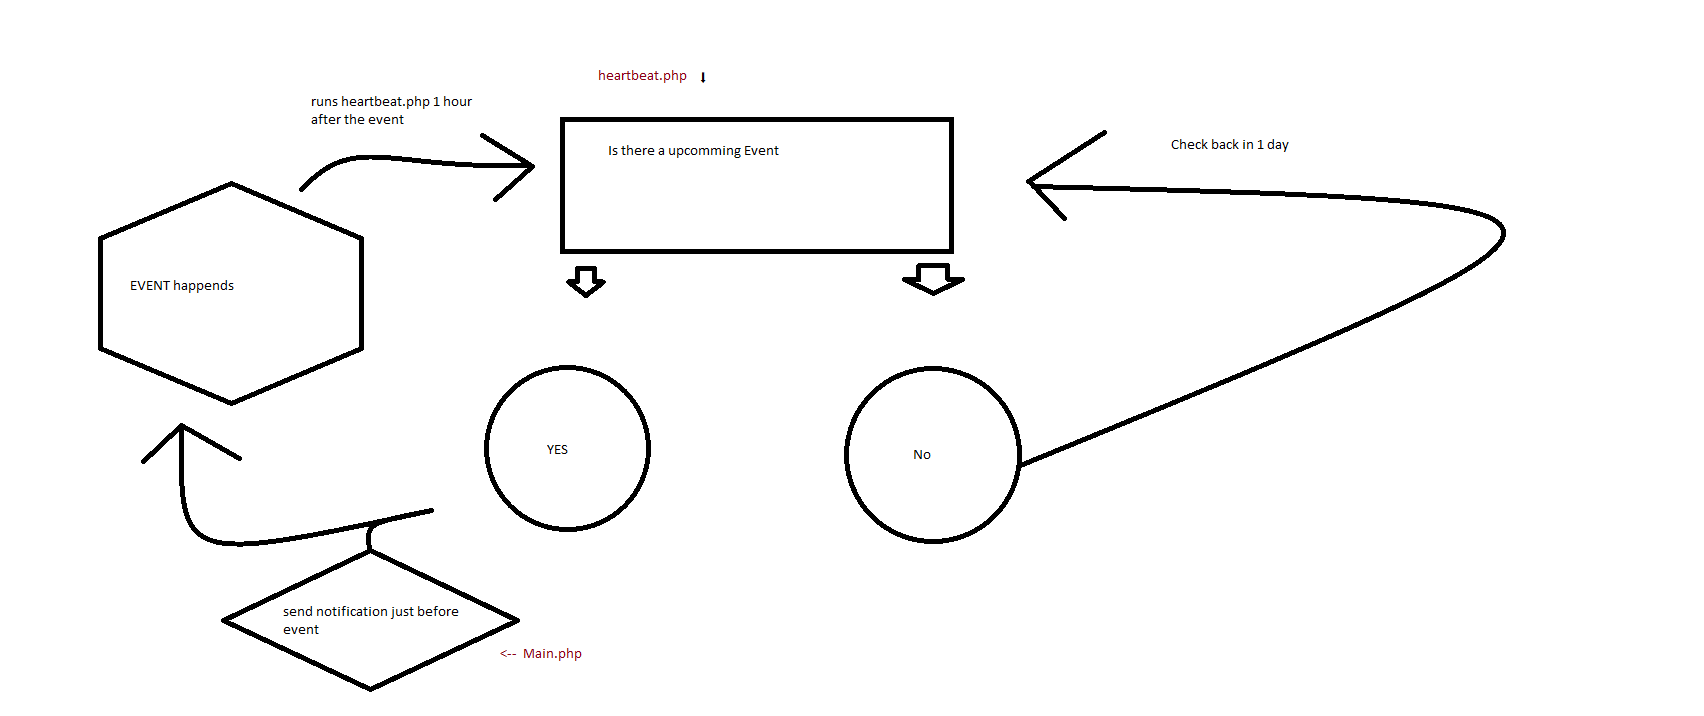 heartbeat.php ⬇
runs heartbeat.php 1 hour
after the event
Is there a upcomming Event
Check back in 1 day
EVENT happends
YES
No
send notification just before
event
<-- Main.php